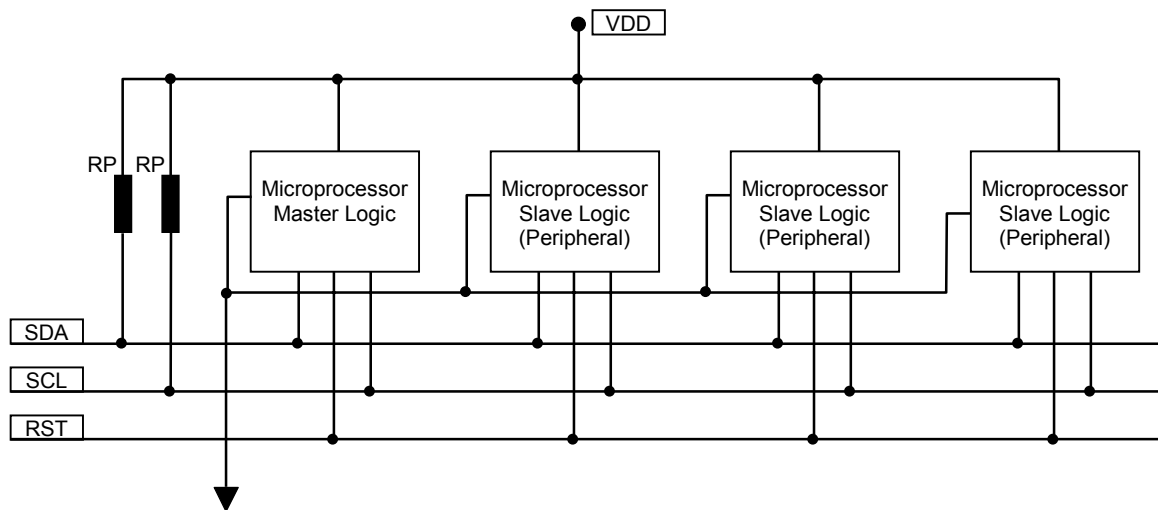 VDD
RP RP
Microprocessor
Master Logic
Microprocessor
Slave Logic
(Peripheral)
Microprocessor
Slave Logic
(Peripheral)
Microprocessor
Slave Logic
(Peripheral)
SDA
SCL
RST